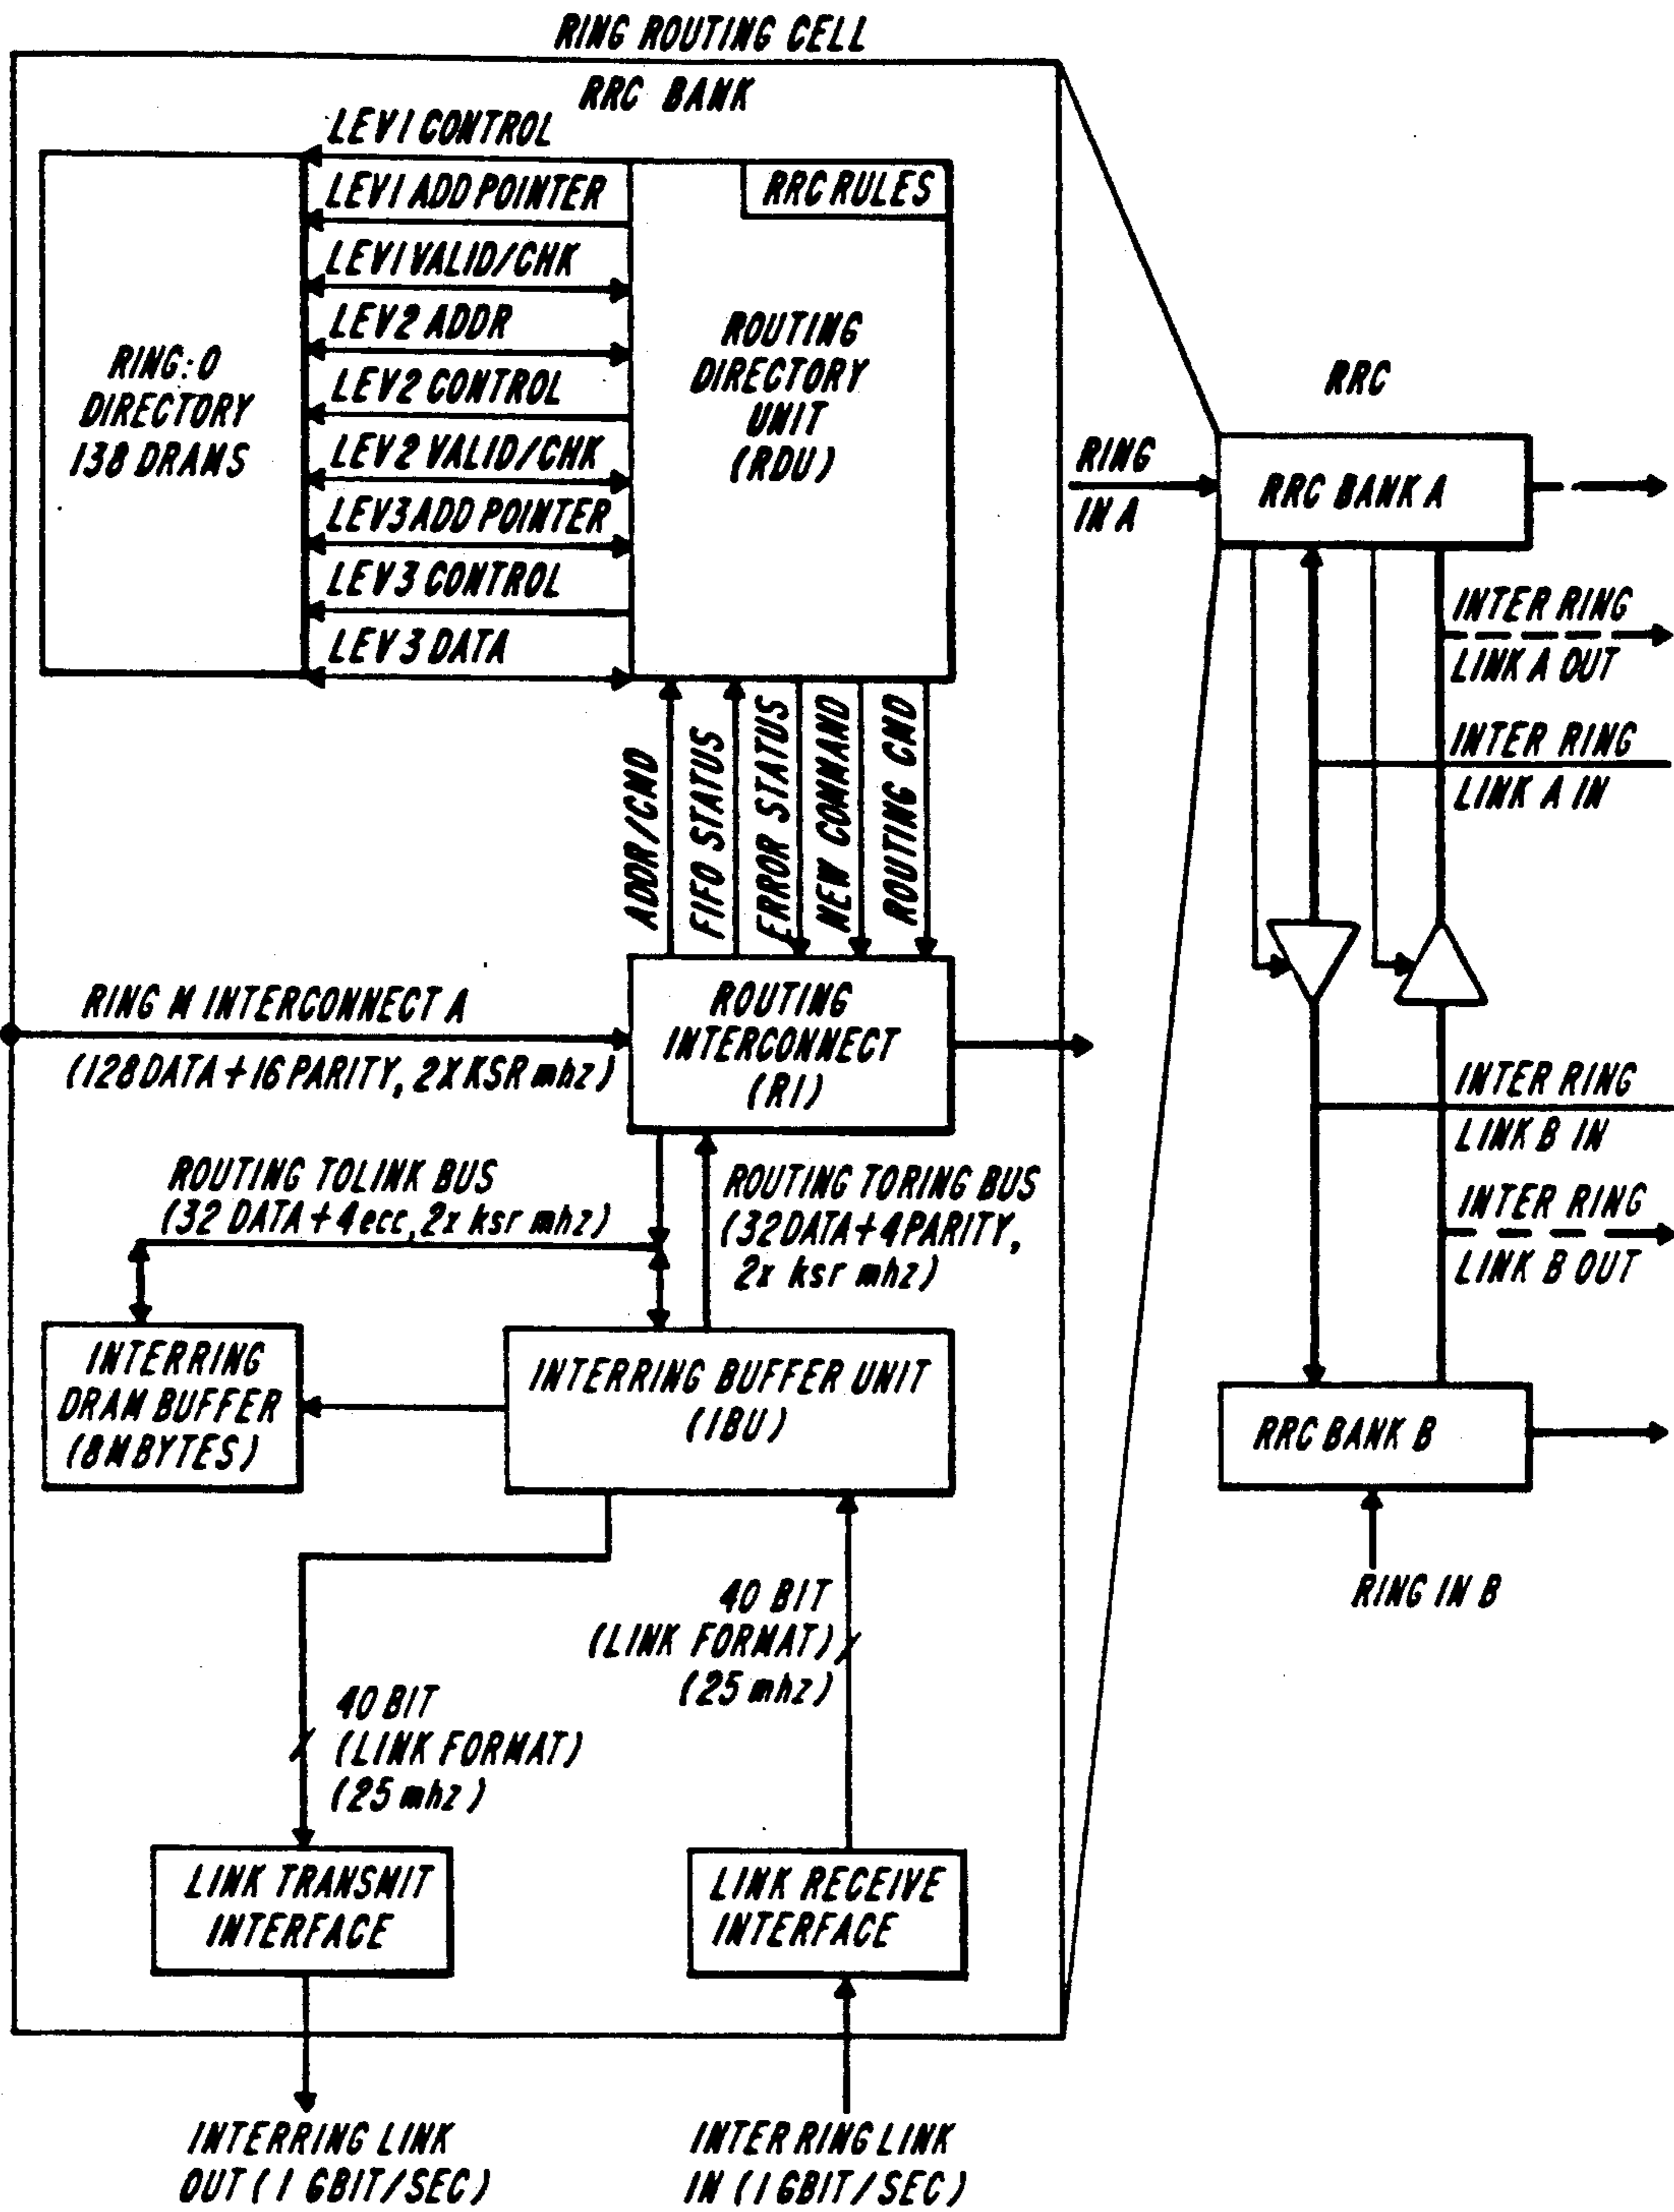 RING ROUTING CELL
RRC BANK
LEV1 CONTROL
LEV1 ADD POINTER
LEV1 VALID/CHK
LEV2 ADDR
LEV2 CONTROL
LEV2 VALID/CHK
LEV3 ADD POINTER
LEV3 CONTROL
LEV3 DATA
RING:0
DIRECTORY
138 DRAMS
RRC RULES
ROUTING
DIRECTORY
UNIT
(RDU)
ADDR/CMD
FIFO STATUS
ERROR STATUS
NEW COMMAND
ROUTING CMD
RING M INTERCONNECT A
(128 DATA+16 PARITY, 2X KSR mhz)
ROUTING
INTERCONNECT
(RI)
ROUTING TOLINK BUS
(32 DATA+4ecc, 2x ksr mhz)
ROUTING TORING BUS
(32 DATA+4 PARITY,
2x ksr mhz)
INTERRING
DRAM BUFFER
(8MBYTES)
INTERRING BUFFER UNIT
(IBU)
40 BIT
(LINK FORMAT)
(25 mhz)
40 BIT
(LINK FORMAT)
(25 mhz)
LINK TRANSMIT
INTERFACE
LINK RECEIVE
INTERFACE
INTERRING LINK
OUT (1 GBIT/SEC)
INTERRING LINK
IN (1 GBIT/SEC)
RRC
RING
IN A
RRC BANK A
INTER RING
LINK A OUT
INTER RING
LINK A IN
INTER RING
LINK B IN
INTER RING
LINK B OUT
RRC BANK B
RING IN B